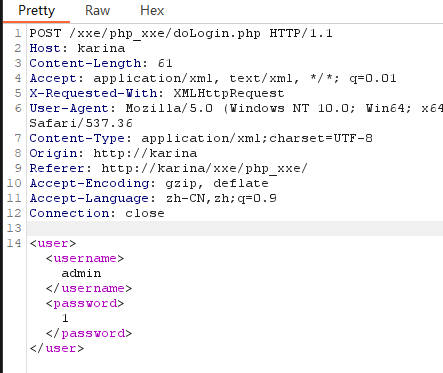 Pretty Raw Hex
1 POST /xxe/php_xxe/doLogin.php HTTP/1.1
2 Host: karina
3 Content-Length: 61
4 Accept: application/xml, text/xml, */*; q=0.01
5 X-Requested-With: XMLHttpRequest
6 User-Agent: Mozilla/5.0 (Windows NT 10.0; Win64; x64
Safari/537.36
7 Content-Type: application/xml;charset=UTF-8
8 Origin: http://karina
9 Referer: http://karina/xxe/php_xxe/
10 Accept-Encoding: gzip, deflate
11 Accept-Language: zh-CN,zh;q=0.9
12 Connection: close
13
14 <user>
<username>
admin
</username>
<password>
1
</password>
</user>